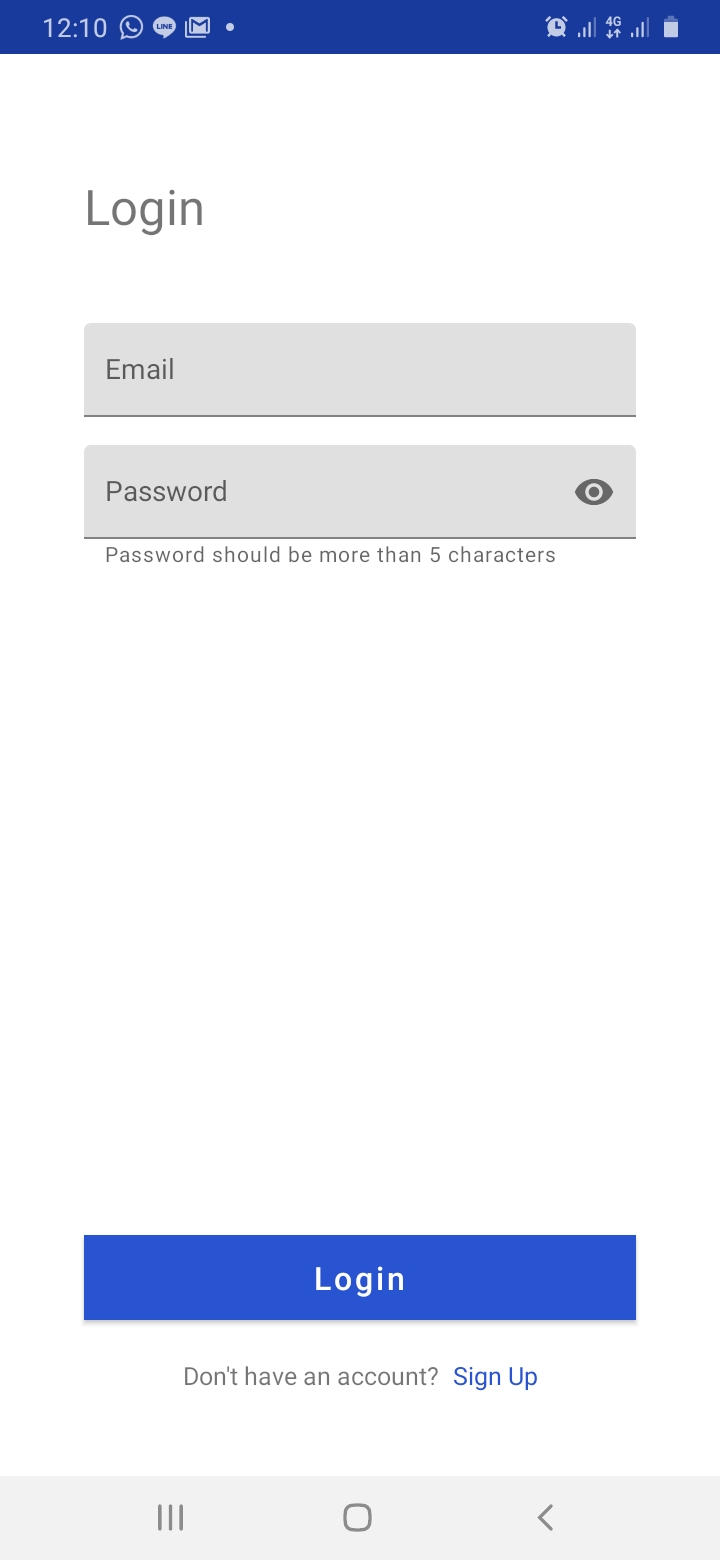 12:10 LINE 4G
Login
Email
Password
Password should be more than 5 characters
Login
Don't have an account? Sign Up